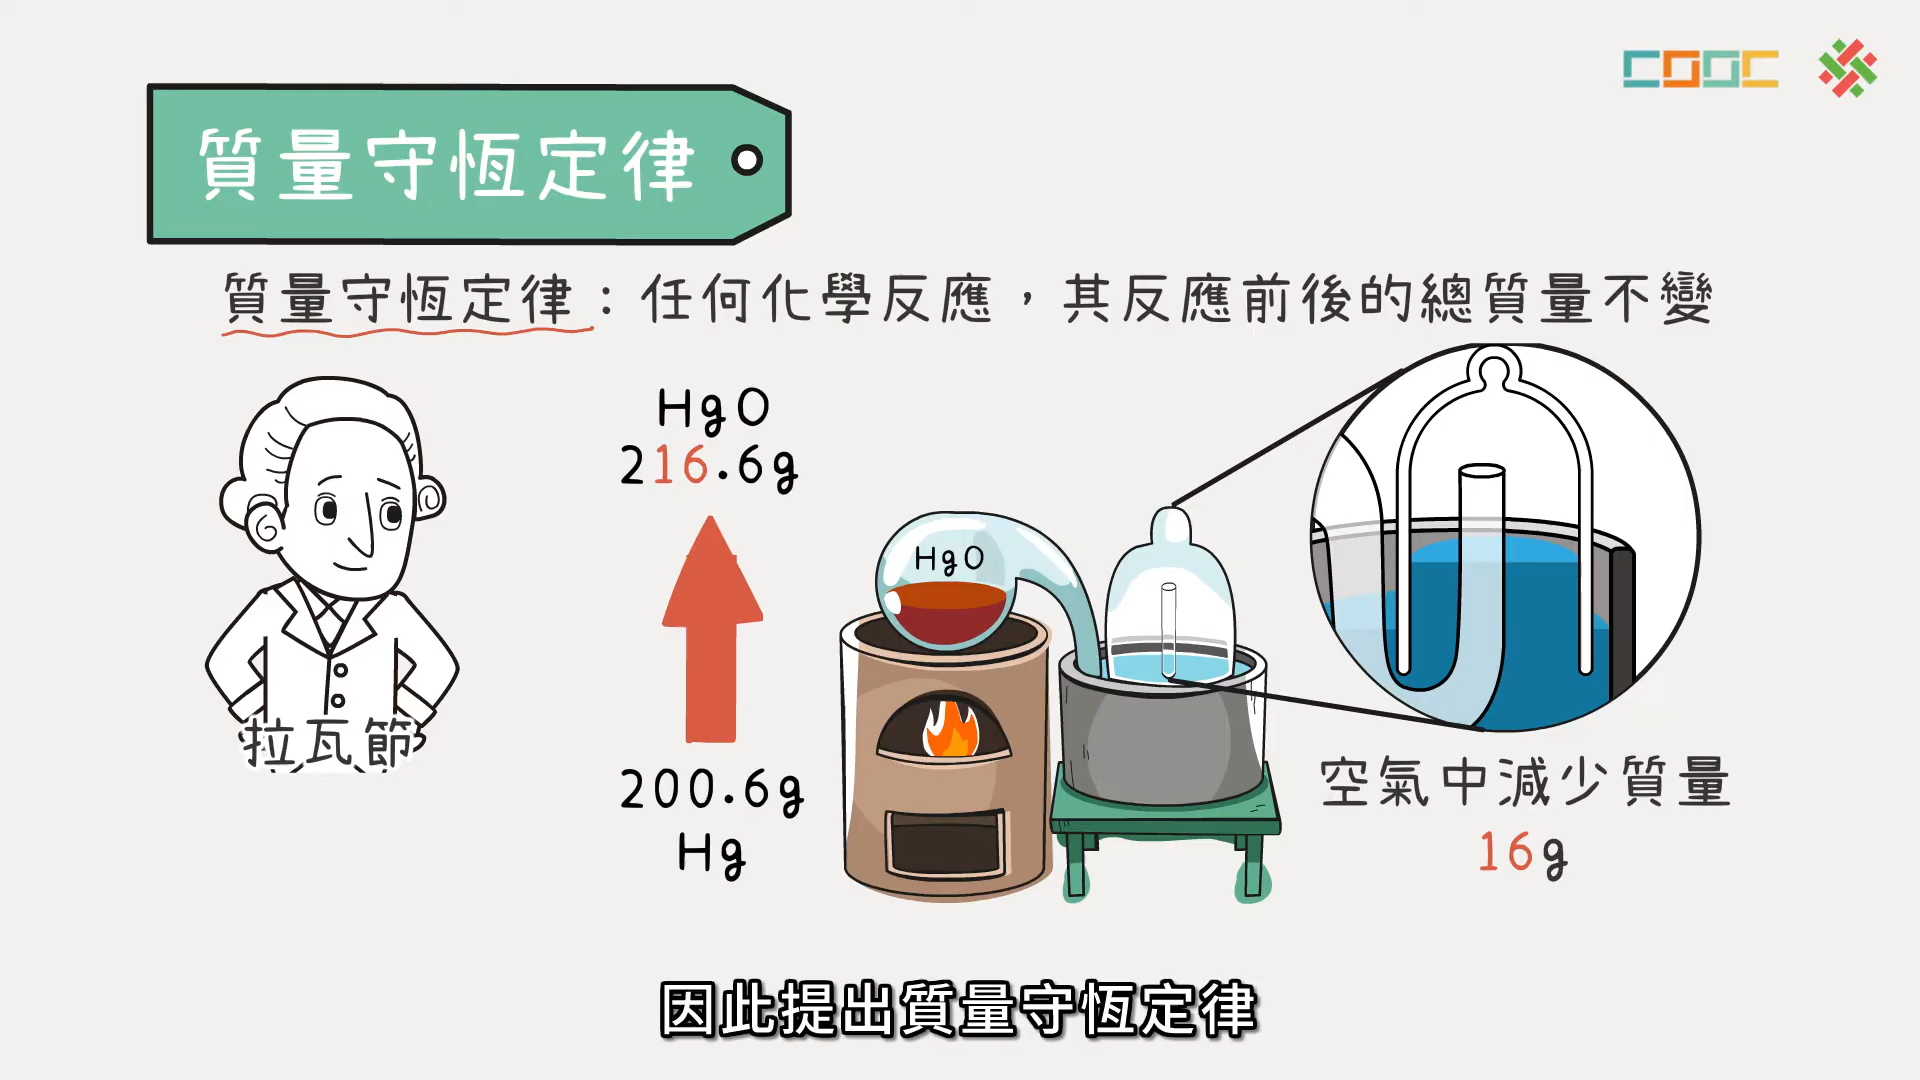 COOC
質量守恆定律
質量守恆定律：任何化學反應，其反應前後的總質量不變
HgO
216.6g
HgO
拉瓦節
200.6g
Hg
空氣中減少質量
16g
因此提出質量守恆定律